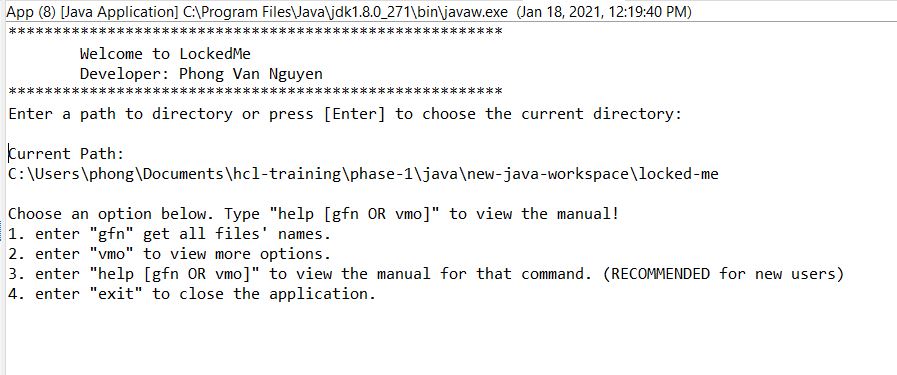 App (8) [Java Application] C:\Program Files\Java\jdk1.8.0_271\bin\javaw.exe (Jan 18, 2021, 12:19:40 PM)
*******************************************************
Welcome to LockedMe
Developer: Phong Van Nguyen
*******************************************************
Enter a path to directory or press [Enter] to choose the current directory:
Current Path:
C:\Users\phong\Documents\hcl-training\phase-1\java\new-java-workspace\locked-me
Choose an option below. Type "help [gfn OR vmo]" to view the manual!
1. enter "gfn" get all files' names.
2. enter "vmo" to view more options.
3. enter "help [gfn OR vmo]" to view the manual for that command. (RECOMMENDED for new users)
4. enter "exit" to close the application.